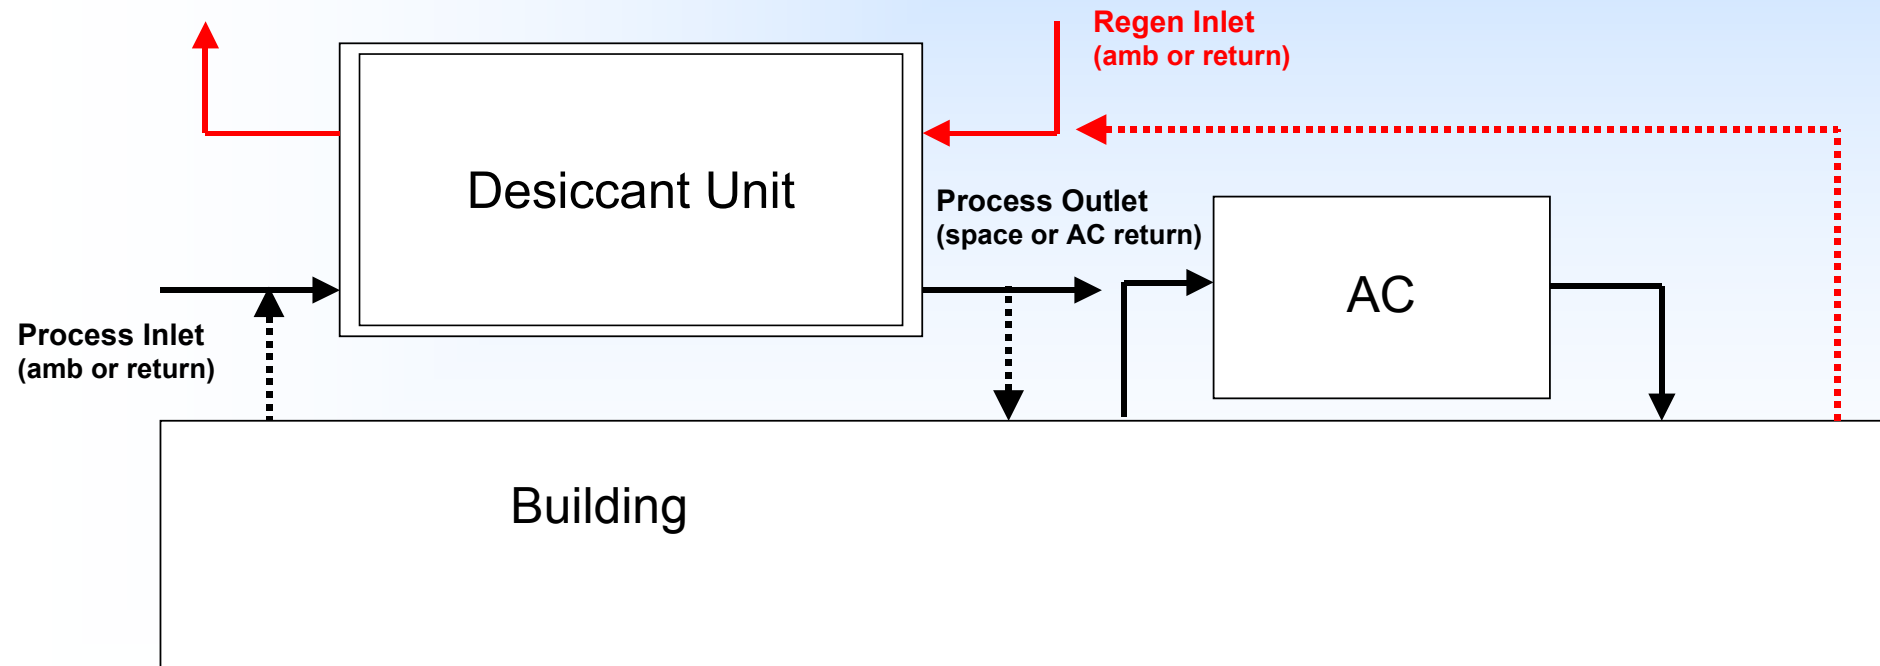 Regen Inlet
(amb or return)
Desiccant Unit
Process Outlet
(space or AC return)
AC
Process Inlet
(amb or return)
Building